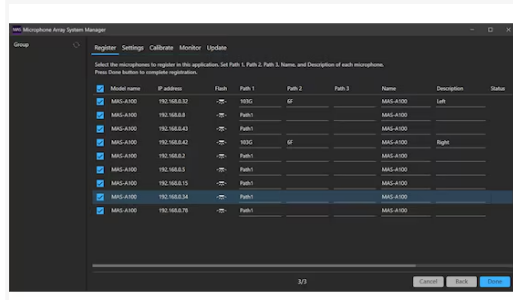 MAS Microphone Array System Manager
Group
Register Settings Calibrate Monitor Update
Select the microphones to register in this application. Set Path 1, Path 2, Path 3, Name, and Description of each microphone.
Press Done button to complete registration.
Model name IP address Flash Path 1 Path 2 Path 3 Name Description Status
MAS-A100 192.168.0.32 103G 6F MAS-A100 Left
MAS-A100 192.168.0.8 Path1 MAS-A100
MAS-A100 192.168.0.43 Path1 MAS-A100
MAS-A100 192.168.0.42 103G 6F MAS-A100 Right
MAS-A100 192.168.0.2 Path1 MAS-A100
MAS-A100 192.168.0.5 Path1 MAS-A100
MAS-A100 192.168.0.15 Path1 MAS-A100
MAS-A100 192.168.0.34 Path1 MAS-A100
MAS-A100 192.168.0.78 Path1 MAS-A100
3/3
Cancel Back Done